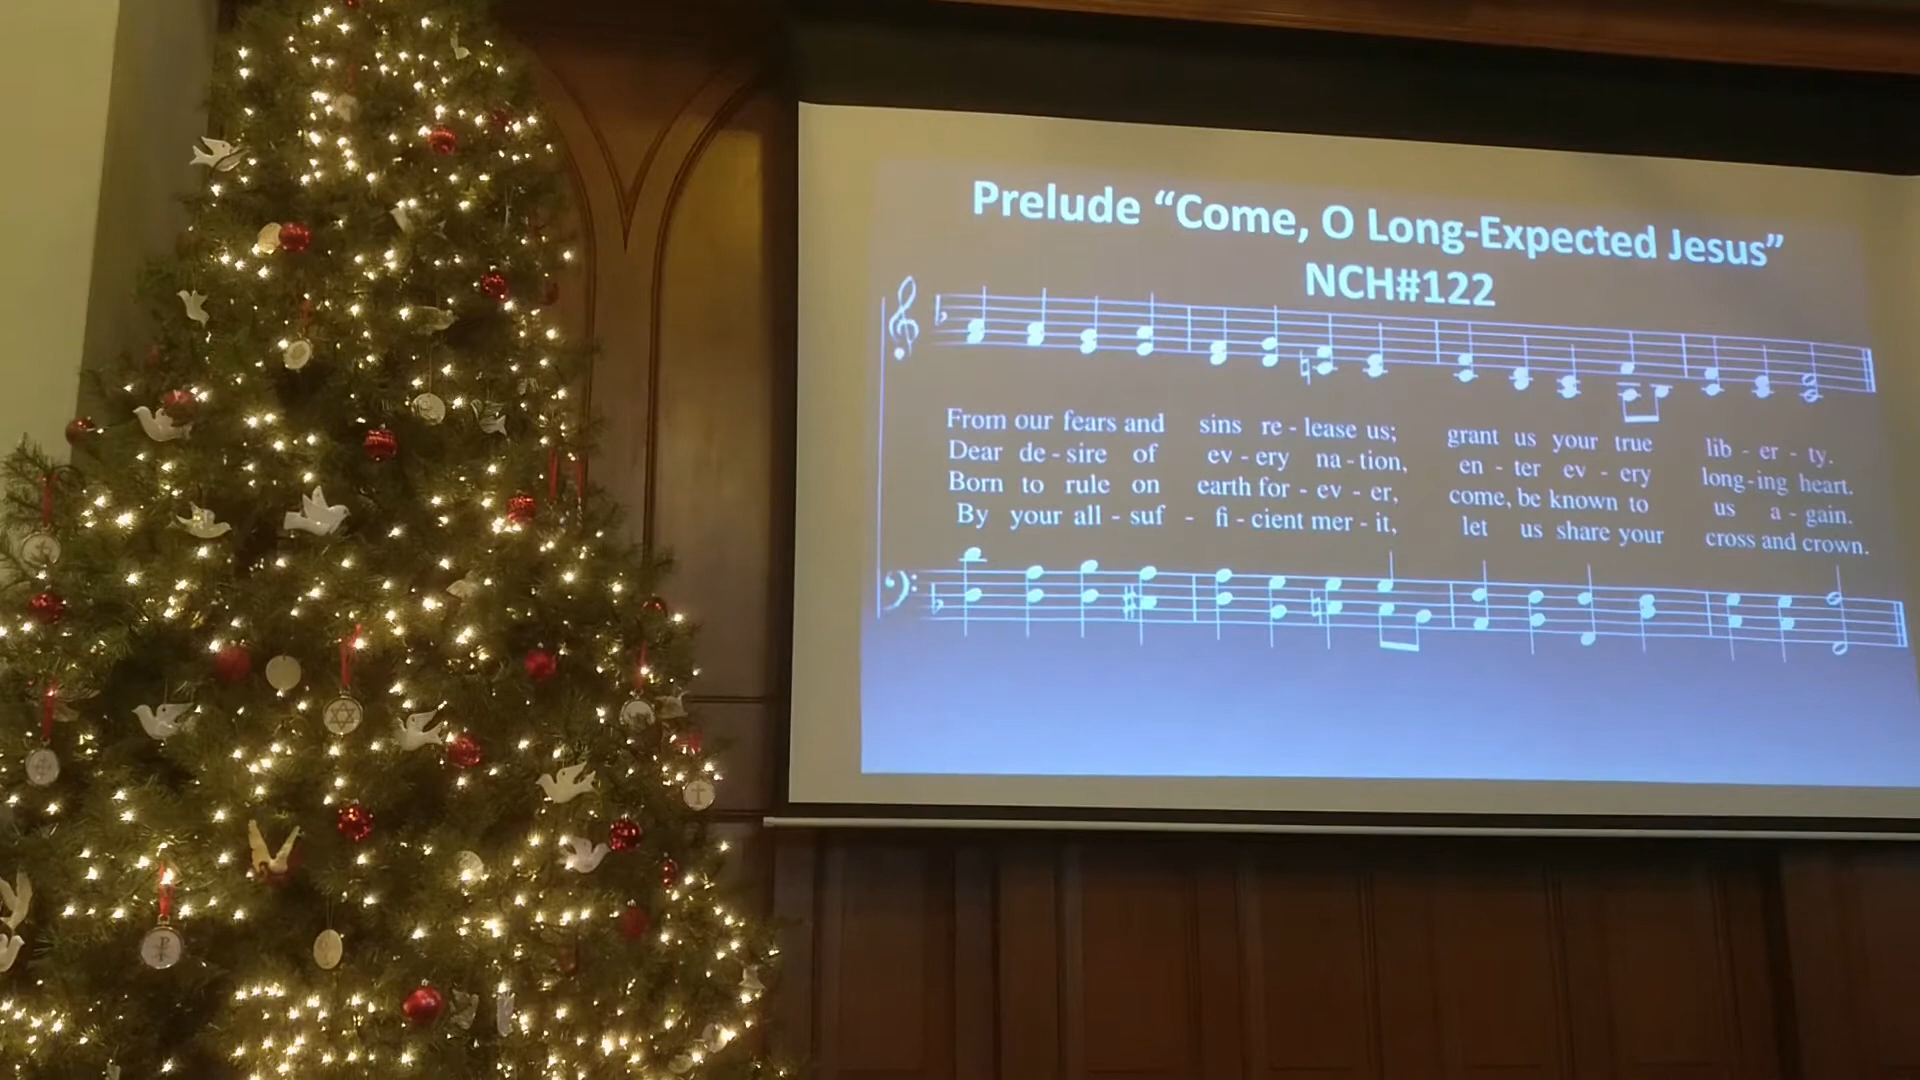 Prelude “Come, O Long-Expected Jesus”
NCH#122
From our fears and sins re - lease us; grant us your true lib - er - ty.
Dear de - sire of ev - ery na - tion, en - ter ev - ery long - ing heart.
Born to rule on earth for - ev - er, come, be known to us a - gain.
By your all - suf - fi - cient mer - it, let us share your cross and crown.